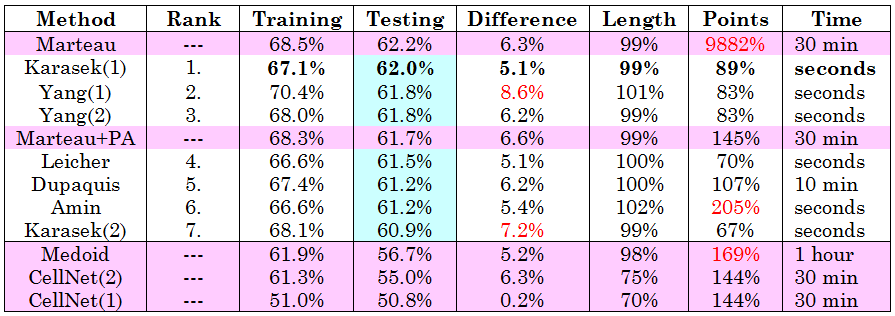 Method Rank Training Testing Difference Length Points Time
Marteau --- 68.5% 62.2% 6.3% 99% 9882% 30 min
Karasek(1) 1. 67.1% 62.0% 5.1% 99% 89% seconds
Yang(1) 2. 70.4% 61.8% 8.6% 101% 83% seconds
Yang(2) 3. 68.0% 61.8% 6.2% 99% 83% seconds
Marteau+PA --- 68.3% 61.7% 6.6% 99% 145% 30 min
Leicher 4. 66.6% 61.5% 5.1% 100% 70% seconds
Dupaquis 5. 67.4% 61.2% 6.2% 100% 107% 10 min
Amin 6. 66.6% 61.2% 5.4% 102% 205% seconds
Karasek(2) 7. 68.1% 60.9% 7.2% 99% 67% seconds
Medoid --- 61.9% 56.7% 5.2% 98% 169% 1 hour
CellNet(2) --- 61.3% 55.0% 6.3% 75% 144% 30 min
CellNet(1) --- 51.0% 50.8% 0.2% 70% 144% 30 min